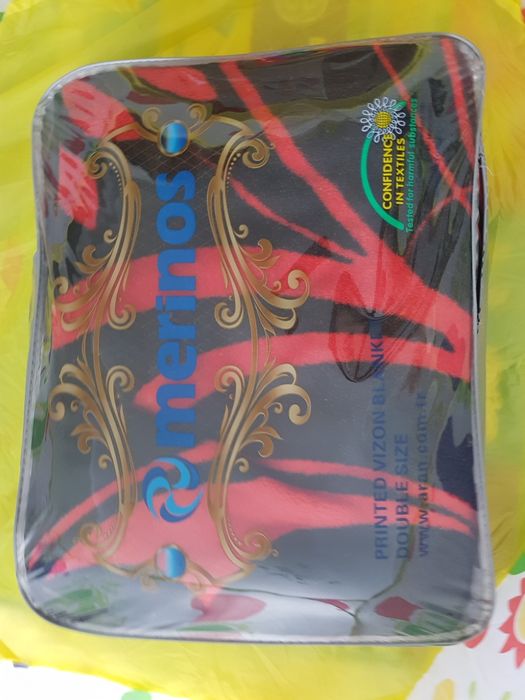 merinos
CONFIDENCE
IN TEXTILES
Tested for harmful substances
PRINTED VIZON BLANKET
DOUBLE SIZE
www.aran.com.tr